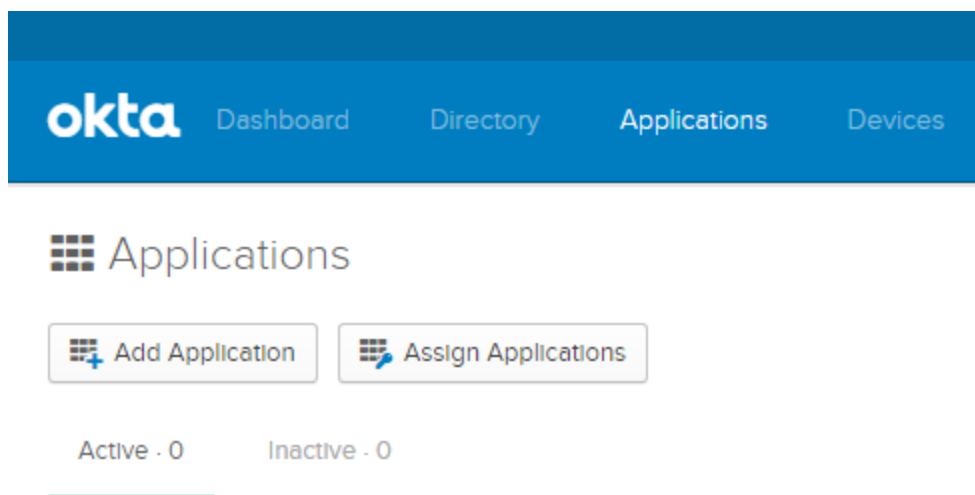 okta Dashboard Directory Applications Devices
Applications
Add Application Assign Applications
Active · 0 Inactive · 0